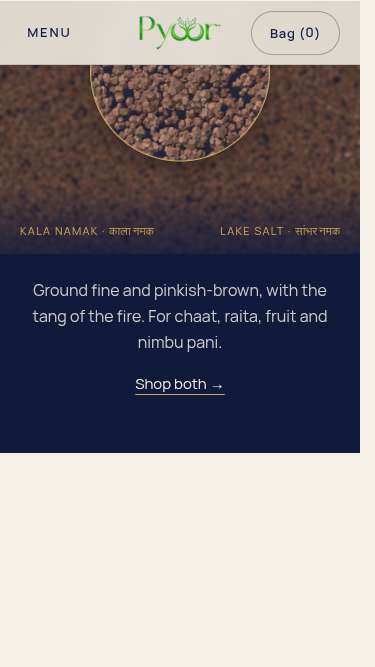 MENU
Pyoor
Bag (0)
KALA NAMAK · काला नमक
LAKE SALT · सांभर नमक
Ground fine and pinkish-brown, with the
tang of the fire. For chaat, raita, fruit and
nimbu pani.
Shop both →